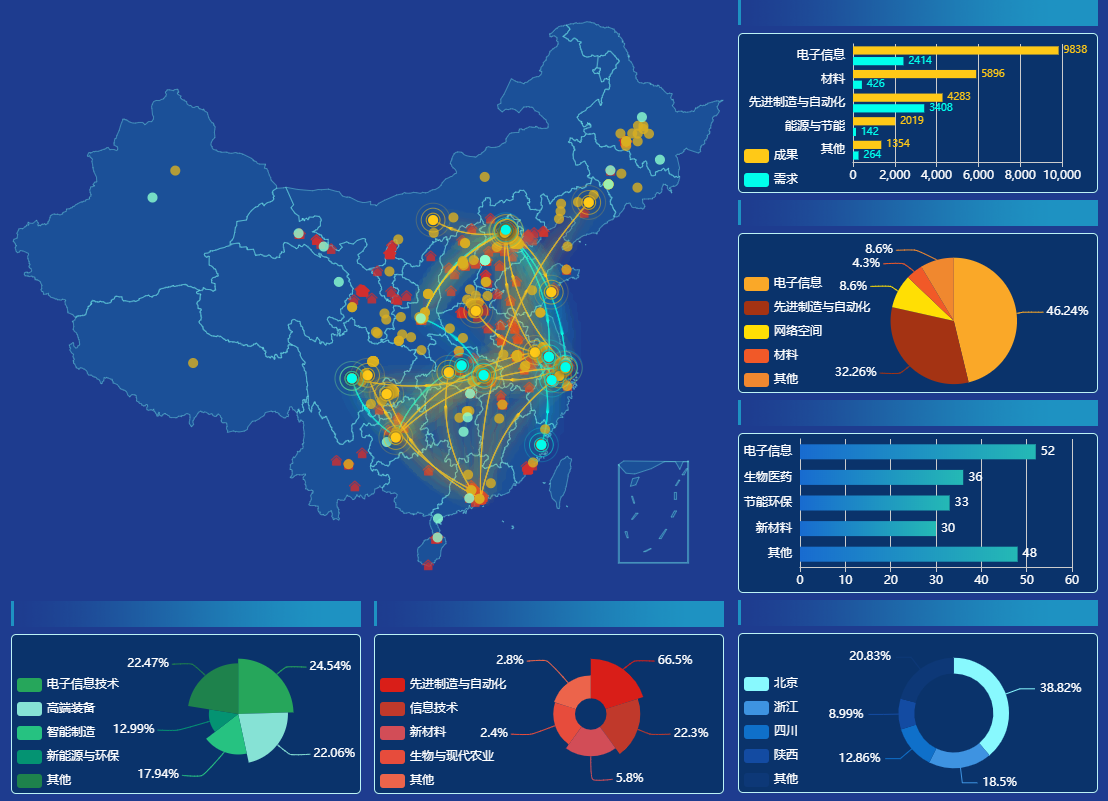 电子信息
9838
2414
材料
5896
426
先进制造与自动化
4283
3408
能源与节能
2019
142
其他
1354
264
成果
需求
0 2,000 4,000 6,000 8,000 10,000
8.6%
4.3%
8.6%
46.24%
32.26%
电子信息
先进制造与自动化
网络空间
材料
其他
电子信息 52
生物医药 36
节能环保 33
新材料 30
其他 48
0 10 20 30 40 50 60
22.47%
24.54%
12.99%
22.06%
17.94%
电子信息技术
高端装备
智能制造
新能源与环保
其他
2.8%
66.5%
2.4%
22.3%
5.8%
先进制造与自动化
信息技术
新材料
生物与现代农业
其他
20.83%
38.82%
8.99%
12.86%
18.5%
北京
浙江
四川
陕西
其他